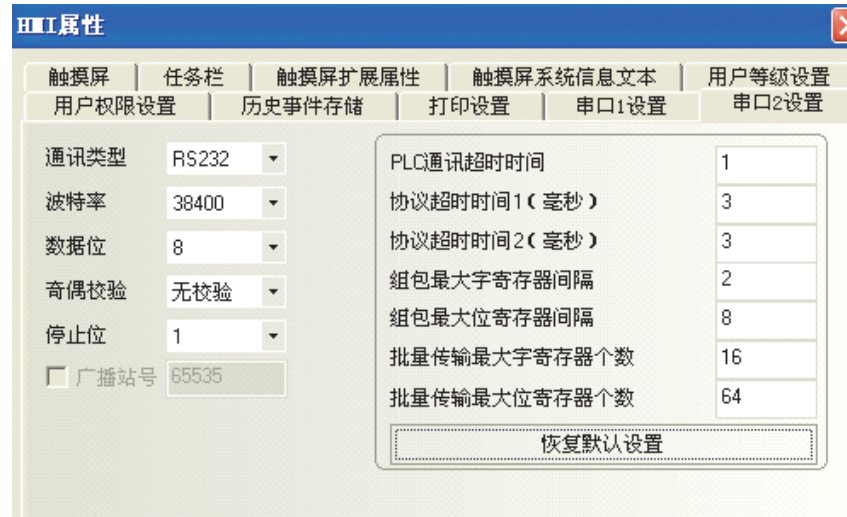 HMI属性
触摸屏 任务栏 触摸屏扩展属性 触摸屏系统信息文本 用户等级设置
用户权限设置 历史事件存储 打印设置 串口1设置 串口2设置
通讯类型 RS232
波特率 38400
数据位 8
奇偶校验 无校验
停止位 1
广播站号 65535
PLC通讯超时时间 1
协议超时时间1(毫秒) 3
协议超时时间2(毫秒) 3
组包最大字寄存器间隔 2
组包最大位寄存器间隔 8
批量传输最大字寄存器个数 16
批量传输最大位寄存器个数 64
恢复默认设置